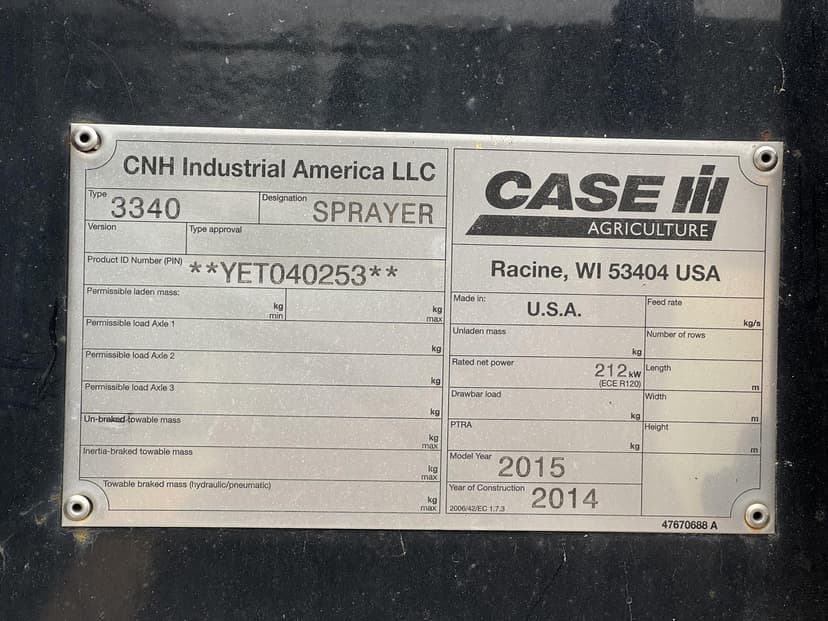 CNH Industrial America LLC
Type 3340
Designation SPRAYER
Version
Type approval
Product ID Number (PIN) **YET040253**
Permissible laden mass:
kg min
kg max
Permissible load Axle 1
kg
Permissible load Axle 2
kg
Permissible load Axle 3
kg
Un-braked towable mass
kg max
Inertia-braked towable mass
kg max
Towable braked mass (hydraulic/pneumatic)
kg max
CASE IH
AGRICULTURE
Racine, WI 53404 USA
Made in: U.S.A.
Unladen mass
kg
Rated net power 212 kW
(ECE R120)
Drawbar load
kg
PTRA
kg
Model Year 2015
Year of Construction 2014
2006/42/EC 1.7.3
Feed rate
kg/s
Number of rows
Length
m
Width
m
Height
m
47670688 A